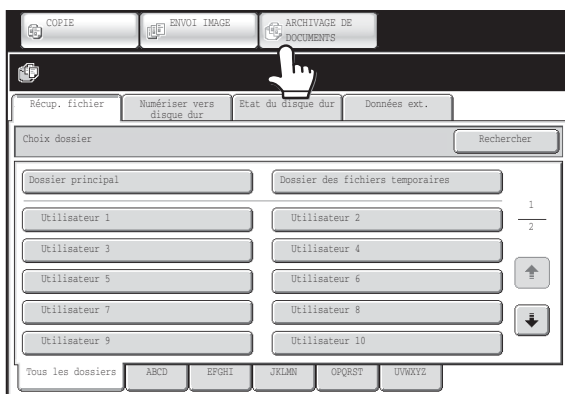 COPIE
ENVOI IMAGE
ARCHIVAGE DE
DOCUMENTS
Récup. fichier
Numériser vers
disque dur
Etat du disque dur
Données ext.
Choix dossier
Rechercher
Dossier principal
Dossier des fichiers temporaires
1
2
Utilisateur 1
Utilisateur 2
Utilisateur 3
Utilisateur 4
Utilisateur 5
Utilisateur 6
Utilisateur 7
Utilisateur 8
Utilisateur 9
Utilisateur 10
Tous les dossiers
ABCD
EFGHI
JKLMN
OPQRST
UVWXYZ